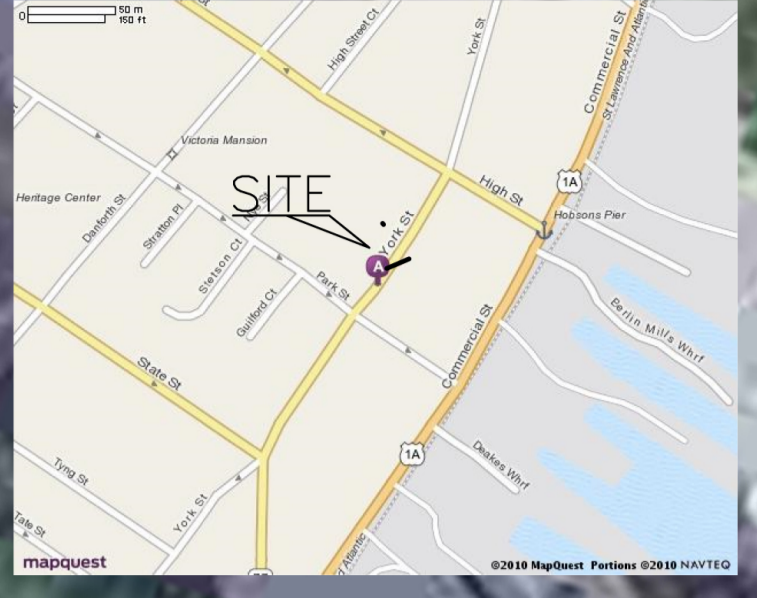 0 50 m
150 ft
High Street Ct
York St
Commercial St
St Lawrence And Atlantic
Victoria Mansion
1A
SITE
High St
Heritage Center
Danforth St
Stratton Pl
York St
Hobsons Pier
A
Stetson Ct
Park St
Guilford Ct
Berlin Mills Whrf
Commercial St
State St
1A
Deakes Whrf
Tyng St
York St
Tate St
d Atlantic
mapquest
©2010 MapQuest Portions ©2010 NAVTEQ